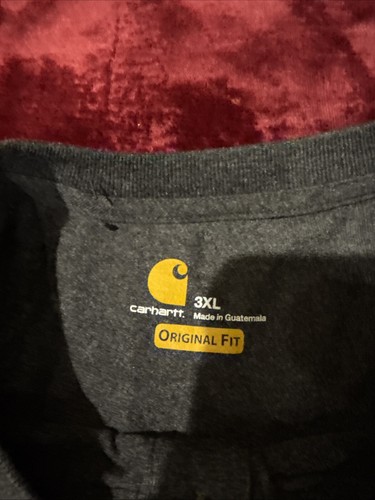 3XL
carhartt.
Made in Guatemala
ORIGINAL FIT